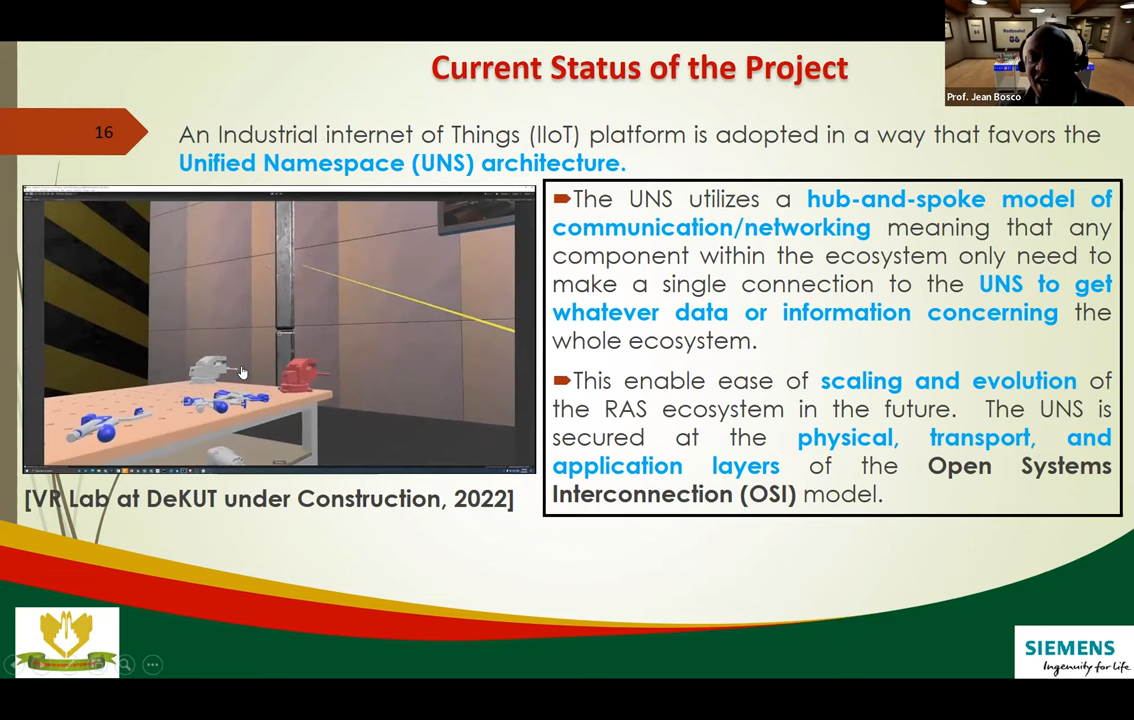 Current Status of the Project
Prof. Jean Bosco
16
An Industrial internet of Things (IIoT) platform is adopted in a way that favors the
Unified Namespace (UNS) architecture.
The UNS utilizes a hub-and-spoke model of
communication/networking meaning that any
component within the ecosystem only need to
make a single connection to the UNS to get
whatever data or information concerning the
whole ecosystem.
This enable ease of scaling and evolution of
the RAS ecosystem in the future. The UNS is
secured at the physical, transport, and
application layers of the Open Systems
Interconnection (OSI) model.
[VR Lab at DeKUT under Construction, 2022]
SIEMENS
Ingenuity for life